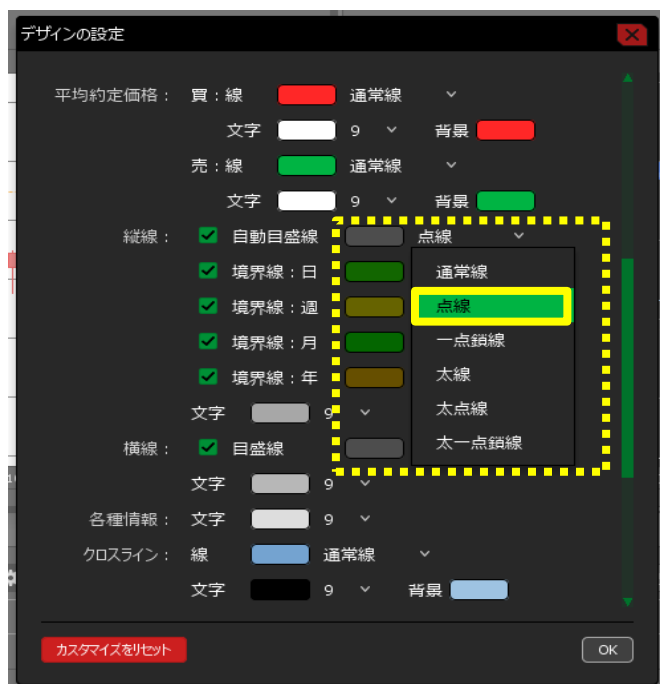 デザインの設定
平均約定価格： 買：線 通常線
文字 9 背景
売：線 通常線
文字 9 背景
縦線： 自動目盛線 点線
境界線：日 通常線
境界線：週 点線
境界線：月 一点鎖線
境界線：年 太線
文字 9 太点線
横線： 目盛線 太一点鎖線
文字 9
各種情報： 文字 9
クロスライン： 線 通常線
文字 9 背景
カスタマイズをリセット OK